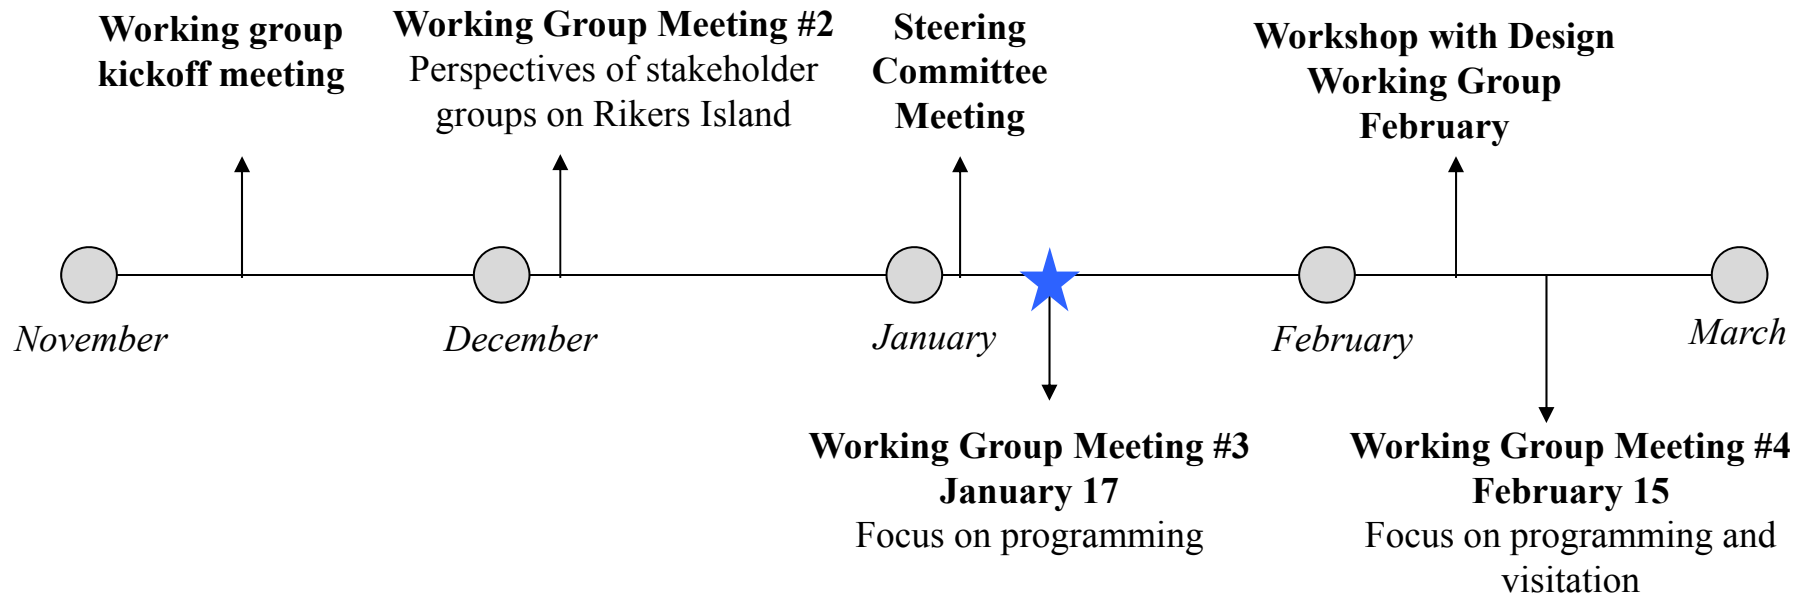 Working group
kickoff meeting
Working Group Meeting #2
Perspectives of stakeholder
groups on Rikers Island
Steering
Committee
Meeting
Workshop with Design
Working Group
February
November
December
January
February
March
Working Group Meeting #3
January 17
Focus on programming
Working Group Meeting #4
February 15
Focus on programming and
visitation